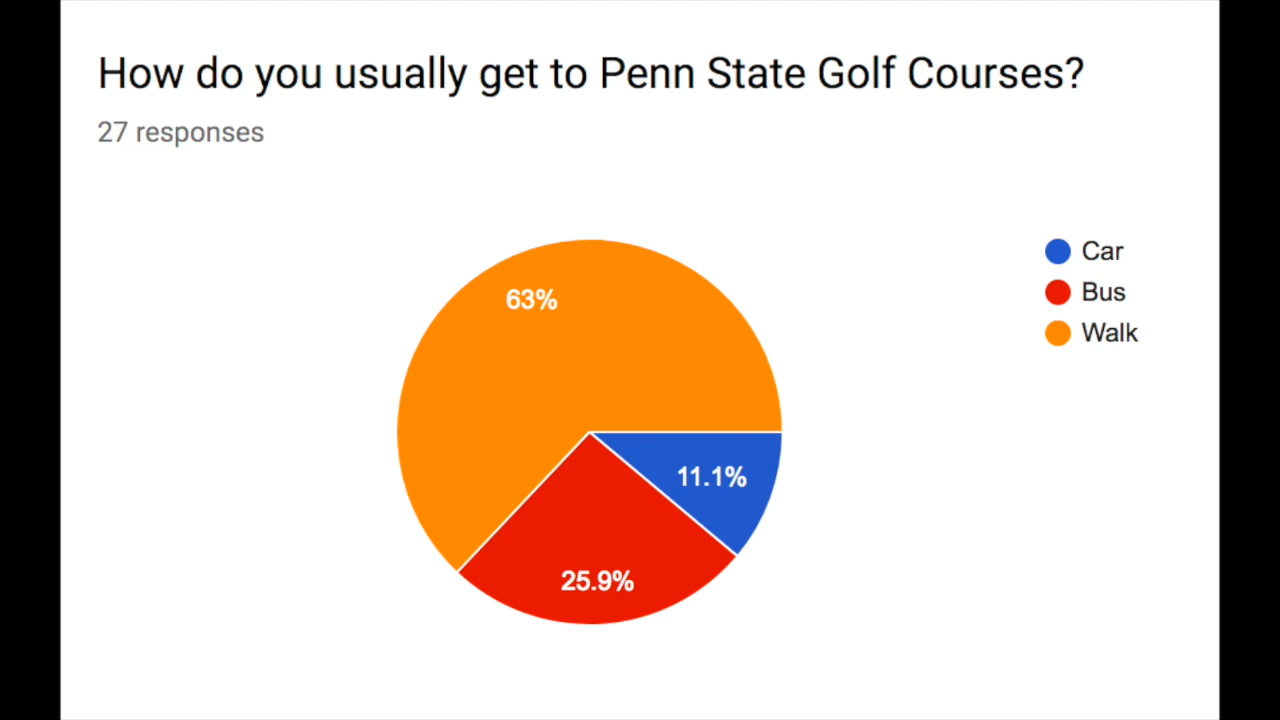 How do you usually get to Penn State Golf Courses?
27 responses
Car
Bus
Walk
63%
11.1%
25.9%